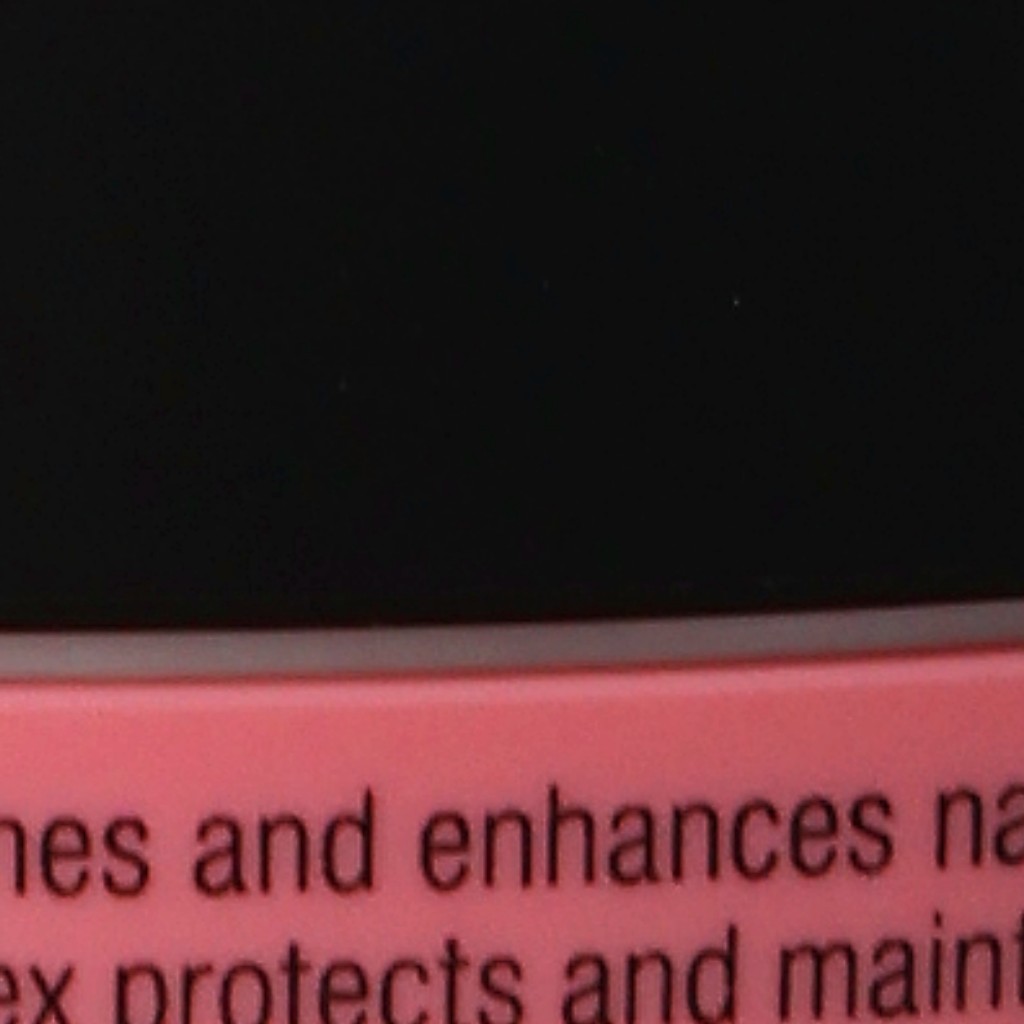 nes and enhances na
ex protects and maint